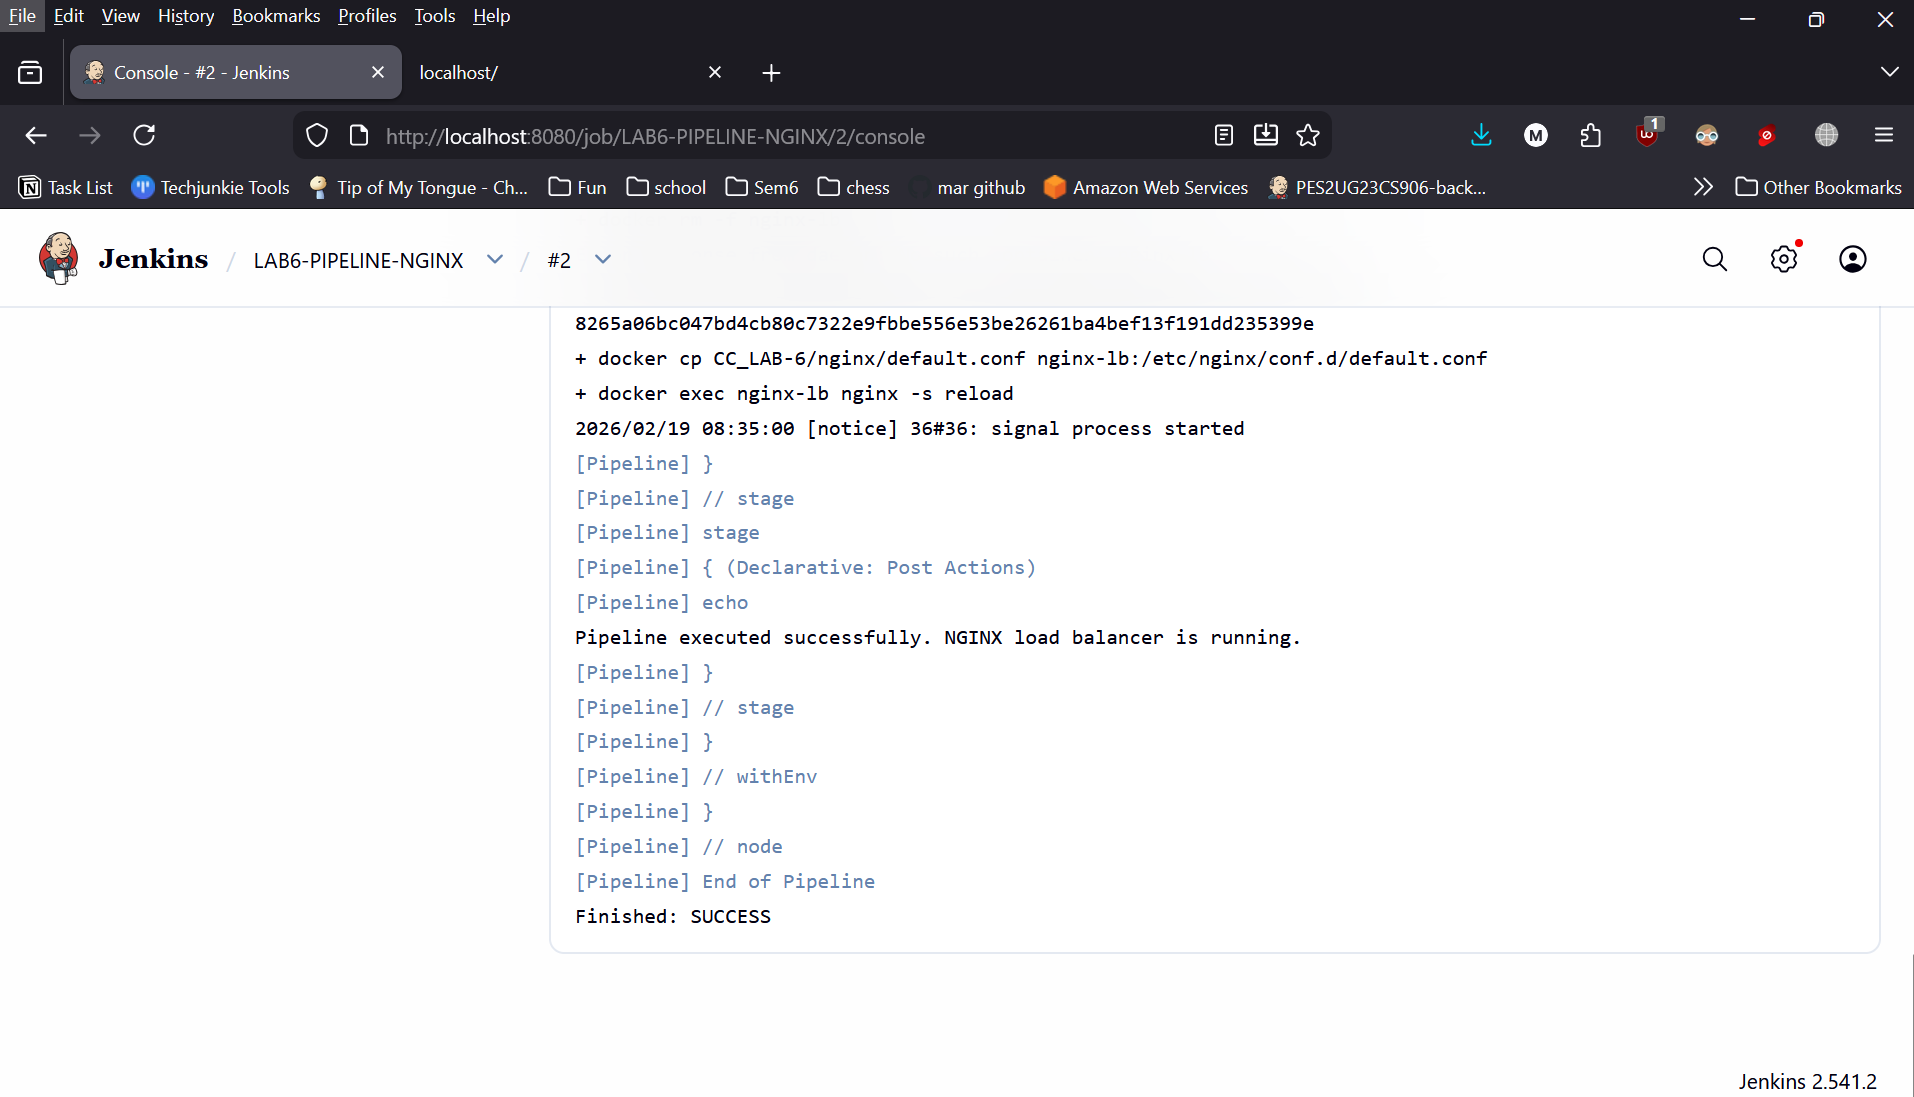 File Edit View History Bookmarks Profiles Tools Help
Console - #2 - Jenkins localhost/
http://localhost:8080/job/LAB6-PIPELINE-NGINX/2/console
M 1
Task List Techjunkie Tools Tip of My Tongue - Ch... Fun school Sem6 chess mar github Amazon Web Services PES2UG23CS906-back... Other Bookmarks
Jenkins / LAB6-PIPELINE-NGINX / #2
8265a06bc047bd4cb80c7322e9fbbe556e53be26261ba4bef13f191dd235399e
+ docker cp CC_LAB-6/nginx/default.conf nginx-lb:/etc/nginx/conf.d/default.conf
+ docker exec nginx-lb nginx -s reload
2026/02/19 08:35:00 [notice] 36#36: signal process started
[Pipeline] }
[Pipeline] // stage
[Pipeline] stage
[Pipeline] { (Declarative: Post Actions)
[Pipeline] echo
Pipeline executed successfully. NGINX load balancer is running.
[Pipeline] }
[Pipeline] // stage
[Pipeline] }
[Pipeline] // withEnv
[Pipeline] }
[Pipeline] // node
[Pipeline] End of Pipeline
Finished: SUCCESS
Jenkins 2.541.2